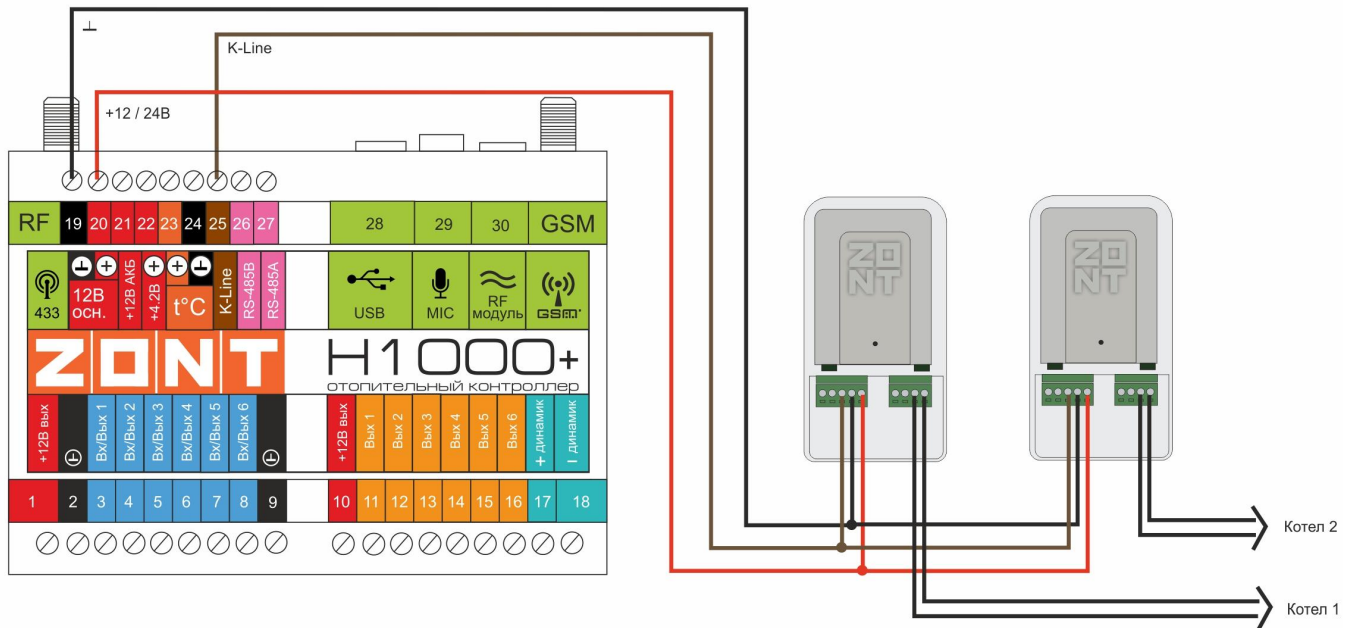 ⊥
K-Line
+12 / 24В
RF 19 20 21 22 23 24 25 26 27 28 29 30 GSM
433
12В
осн.
+12В АКБ
+4.2В
t°C
K-Line
RS-485B
RS-485A
USB
MIC
RF
модуль
GSM
ZONT
H1000+
отопительный контроллер
+12В вых
Вх/Вых 1
Вх/Вых 2
Вх/Вых 3
Вх/Вых 4
Вх/Вых 5
Вх/Вых 6
+12В вых
Вых 1
Вых 2
Вых 3
Вых 4
Вых 5
Вых 6
+ динамик
– динамик
1 2 3 4 5 6 7 8 9 10 11 12 13 14 15 16 17 18
ZO
NT
ZO
NT
Котел 2
Котел 1